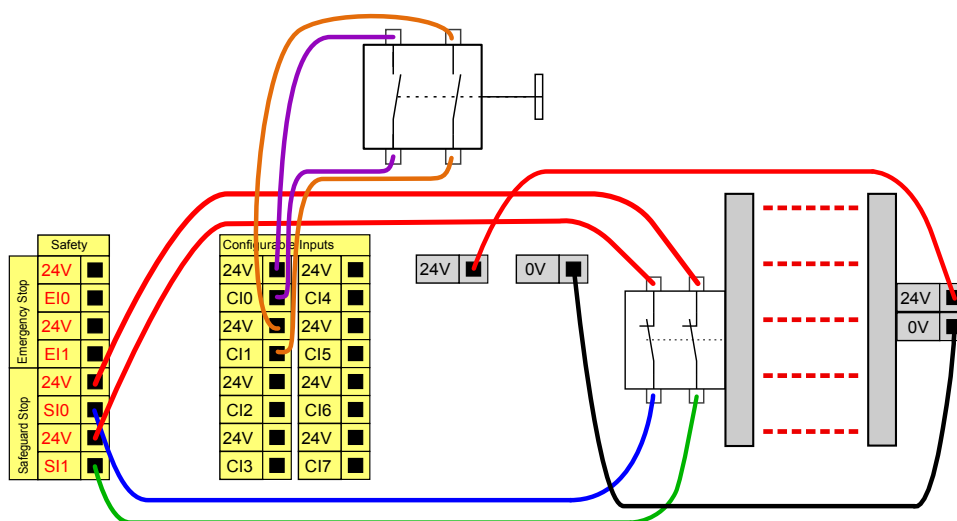 Safety
Emergency Stop
24V
EI0
24V
EI1
Safeguard Stop
24V
SI0
24V
SI1
Configurable Inputs
24V 24V
CI0 CI4
24V 24V
CI1 CI5
24V 24V
CI2 CI6
24V 24V
CI3 CI7
24V 0V
24V
0V